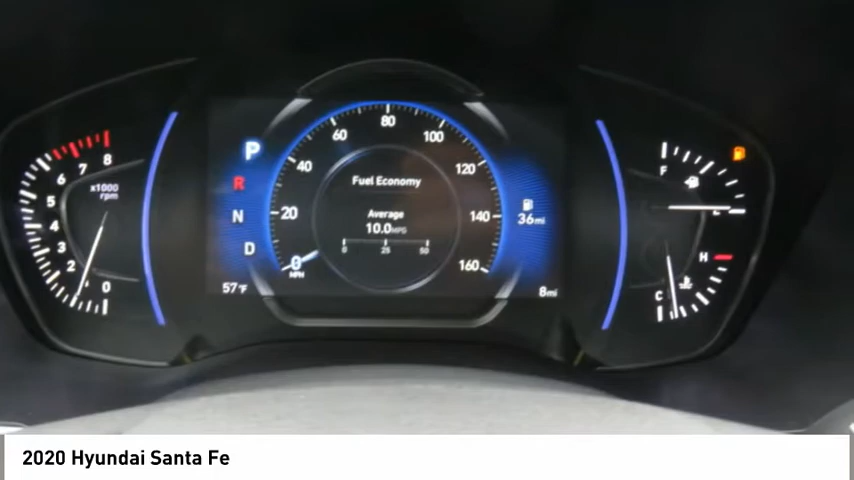 8
7
6
5
4
3
2
0
x1000
rpm
57°F
P
R
N
D
0
MPH
20
40
60
80
100
120
140
160
Fuel Economy
Average
10.0MPG
0 25 50
36mi
8mi
F
H
C
2020 Hyundai Santa Fe